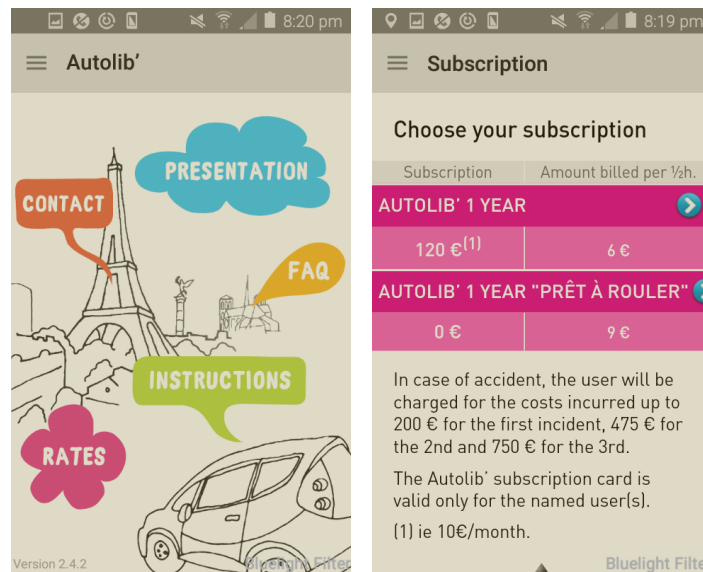 8:20 pm
Autolib’
PRESENTATION
CONTACT
FAQ
INSTRUCTIONS
RATES
Version 2.4.2
Bluelight Filter
8:19 pm
Subscription
Choose your subscription
Subscription Amount billed per ½h.
AUTOLIB’ 1 YEAR
120 €(1) 6 €
AUTOLIB’ 1 YEAR "PRÊT À ROULER"
0 € 9 €
In case of accident, the user will be
charged for the costs incurred up to
200 € for the first incident, 475 € for
the 2nd and 750 € for the 3rd.
The Autolib’ subscription card is
valid only for the named user(s).
(1) ie 10€/month.
Bluelight Filte